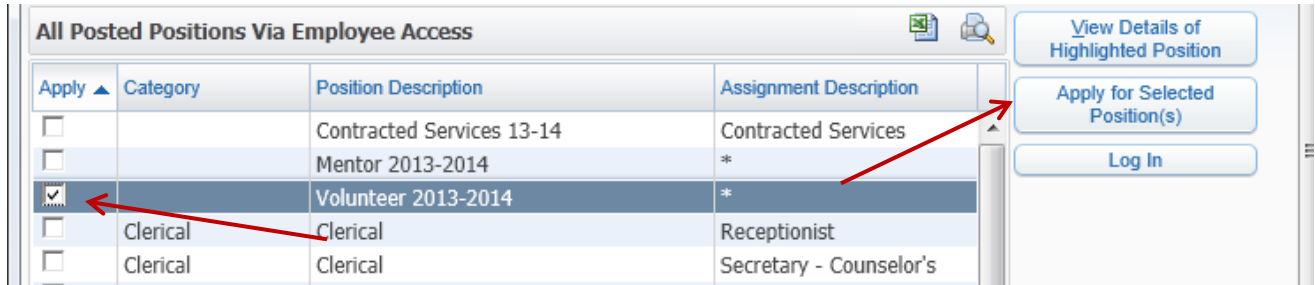 All Posted Positions Via Employee Access
View Details of
Highlighted Position
Apply Category Position Description Assignment Description
Apply for Selected
Position(s)
Contracted Services 13-14 Contracted Services
Mentor 2013-2014 *
Log In
Volunteer 2013-2014 *
Clerical Clerical Receptionist
Clerical Clerical Secretary - Counselor's